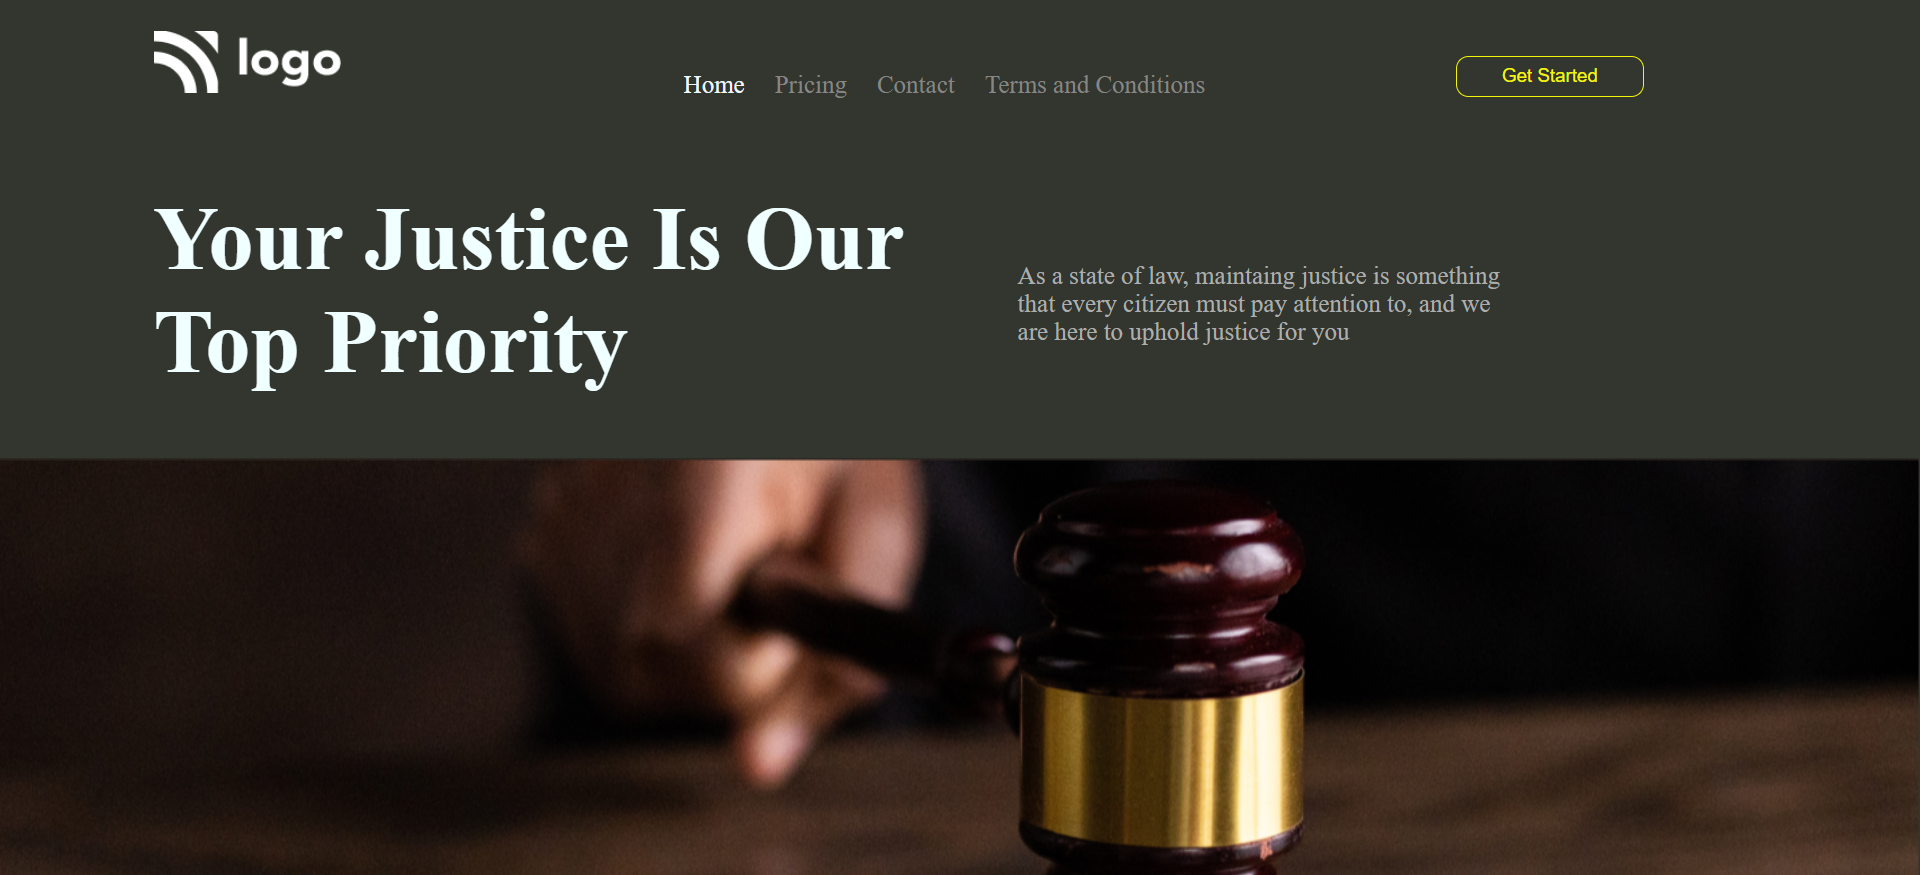 logo
Home
Pricing
Contact
Terms and Conditions
Get Started
Your Justice Is Our
Top Priority
As a state of law, maintaing justice is something
that every citizen must pay attention to, and we
are here to uphold justice for you